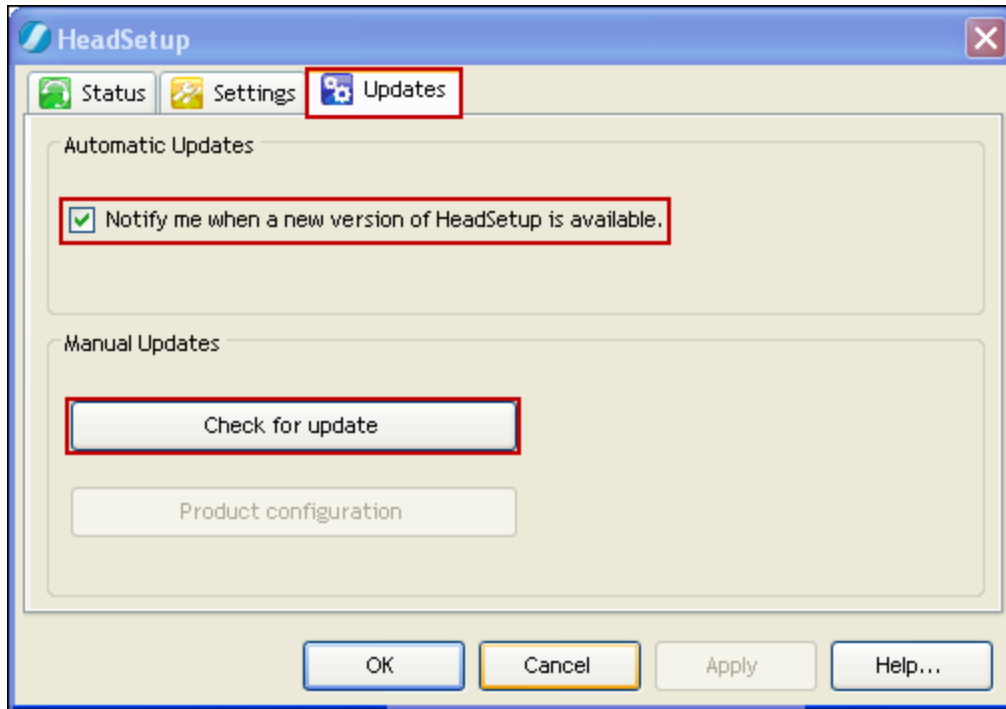 HeadSetup
Status Settings Updates
Automatic Updates
Notify me when a new version of HeadSetup is available.
Manual Updates
Check for update
Product configuration
OK Cancel Apply Help...